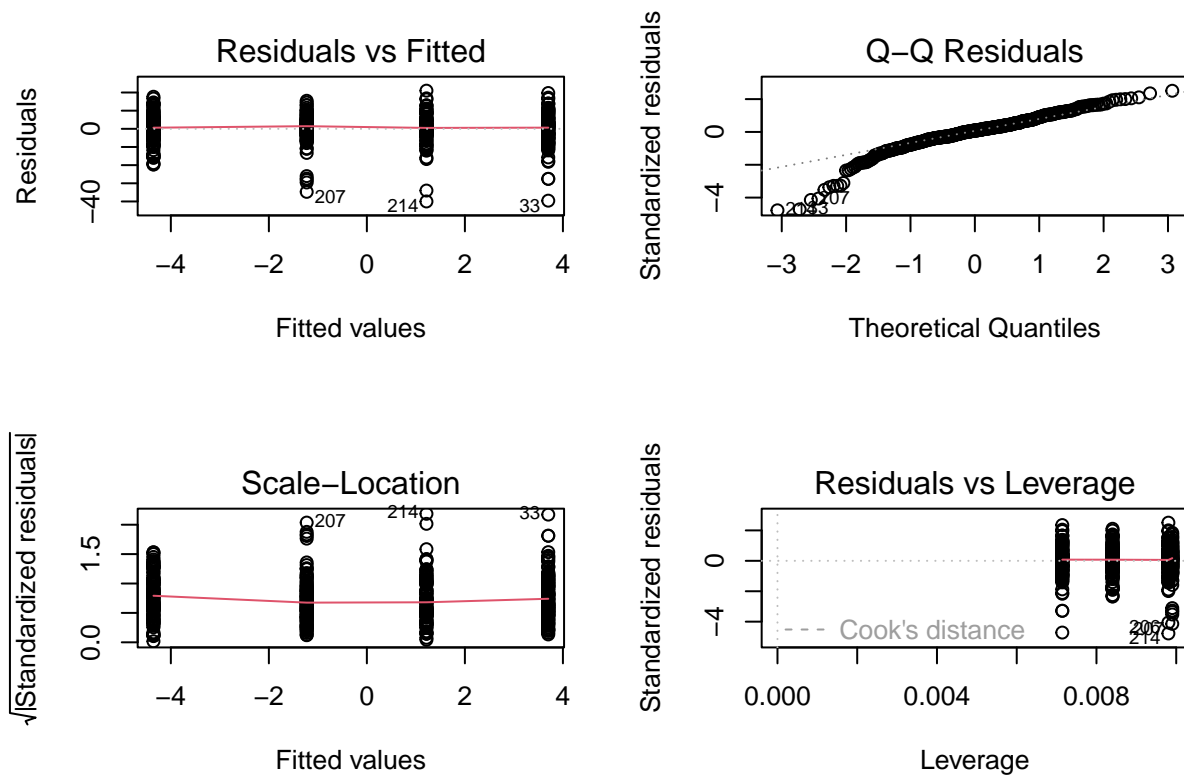 Residuals vs Fitted
Residuals
0
−40
207
214
33
−4
−2
0
2
4
Fitted values
Q−Q Residuals
Standardized residuals
0
−4
207
−3
−2
−1
0
1
2
3
Theoretical Quantiles
Scale−Location
√|Standardized residuals|
1.5
0.0
207
214
33
−4
−2
0
2
4
Fitted values
Residuals vs Leverage
Standardized residuals
0
−4
Cook's distance
214
0.000
0.004
0.008
Leverage